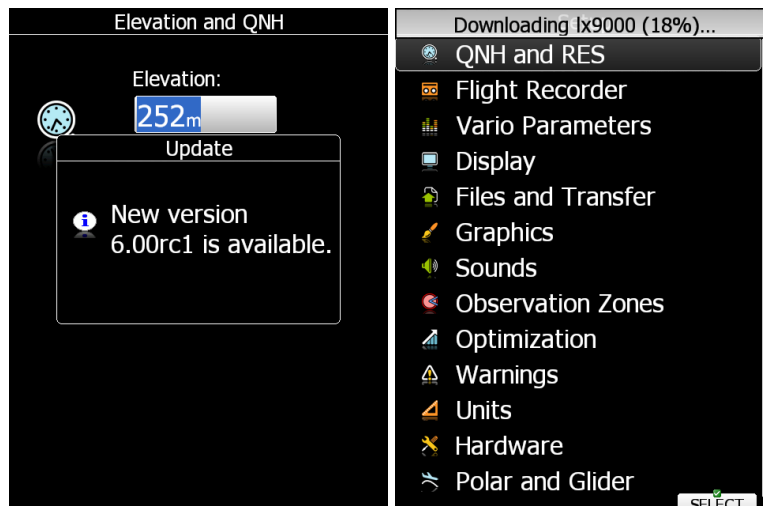 Elevation and QNH
Elevation:
252m
Update
New version
6.00rc1 is available.
Downloading lx9000 (18%)...
QNH and RES
Flight Recorder
Vario Parameters
Display
Files and Transfer
Graphics
Sounds
Observation Zones
Optimization
Warnings
Units
Hardware
Polar and Glider
SELECT